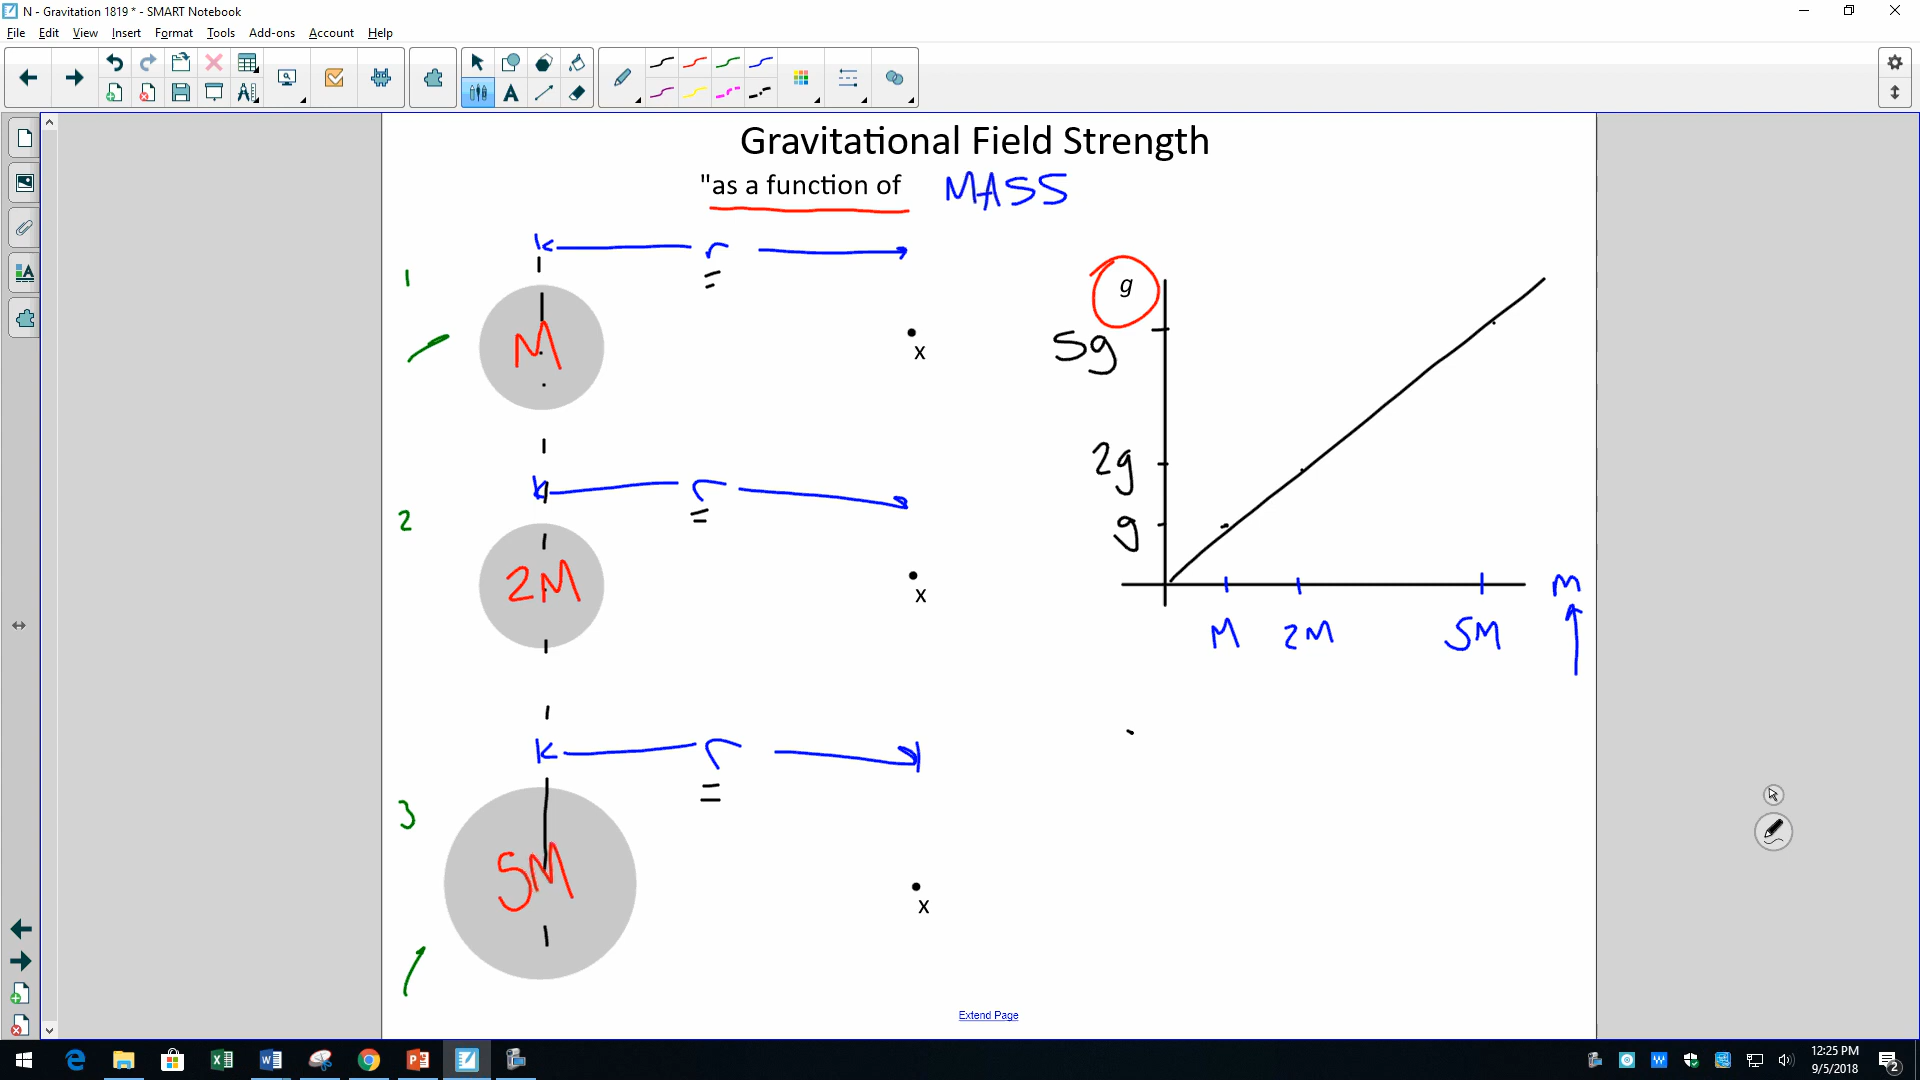 N - Gravitation 1819 * - SMART Notebook
File Edit View Insert Format Tools Add-ons Account Help
Gravitational Field Strength
"as a function of MASS
r
1
M
x
r
2
2M
x
r
3
5M
x
g
5g
2g
g
M 2M 5M
m
Extend Page
12:25 PM
9/5/2018
2